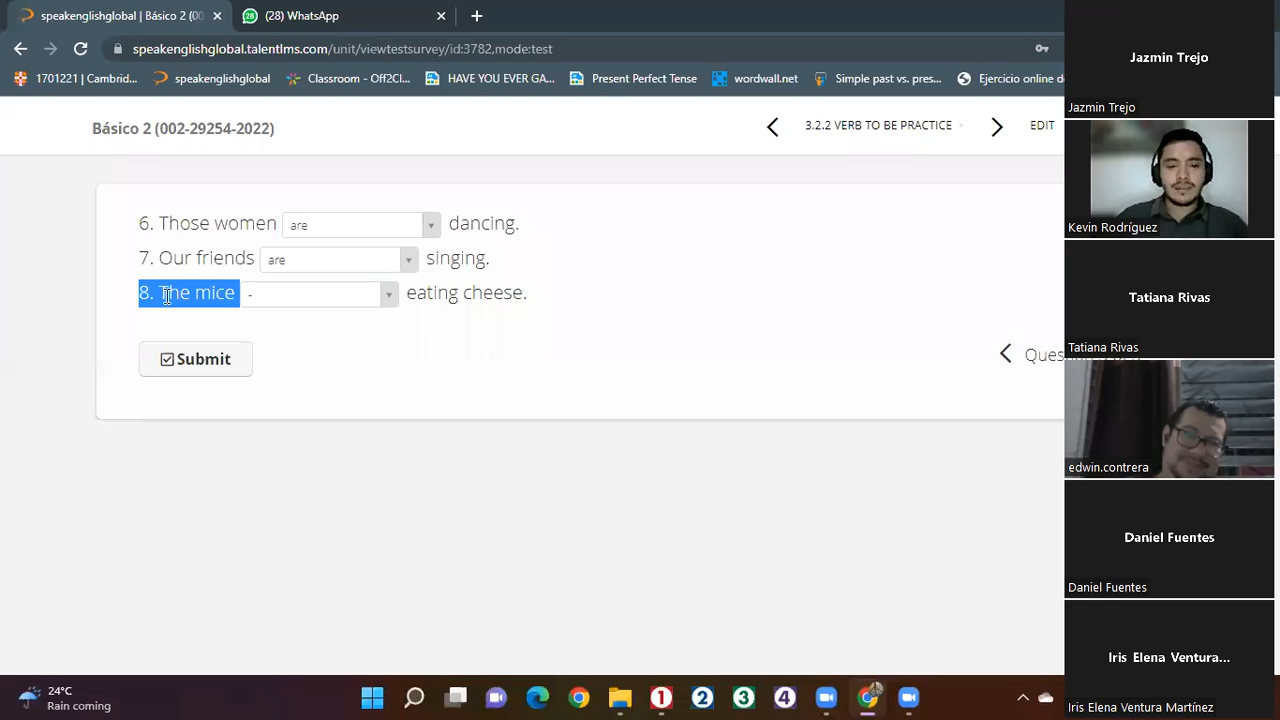 speakenglishglobal | Básico 2 (00
(28) WhatsApp
speakenglishglobal.talentlms.com/unit/viewtestsurvey/id:3782,mode:test
1701221 | Cambrid...
speakenglishglobal
Classroom - Off2Cl...
HAVE YOU EVER GA...
Present Perfect Tense
wordwall.net
Simple past vs. pres...
Ejercicio online d
Básico 2 (002-29254-2022)
3.2.2 VERB TO BE PRACTICE
EDIT
6. Those women are dancing.
7. Our friends are singing.
8. The mice - eating cheese.
Submit
Jazmin Trejo
Jazmin Trejo
Kevin Rodríguez
Tatiana Rivas
Tatiana Rivas
edwin.contrera
Daniel Fuentes
Daniel Fuentes
Iris Elena Ventura...
Iris Elena Ventura Martínez
24°C
Rain coming
1
2
3
4